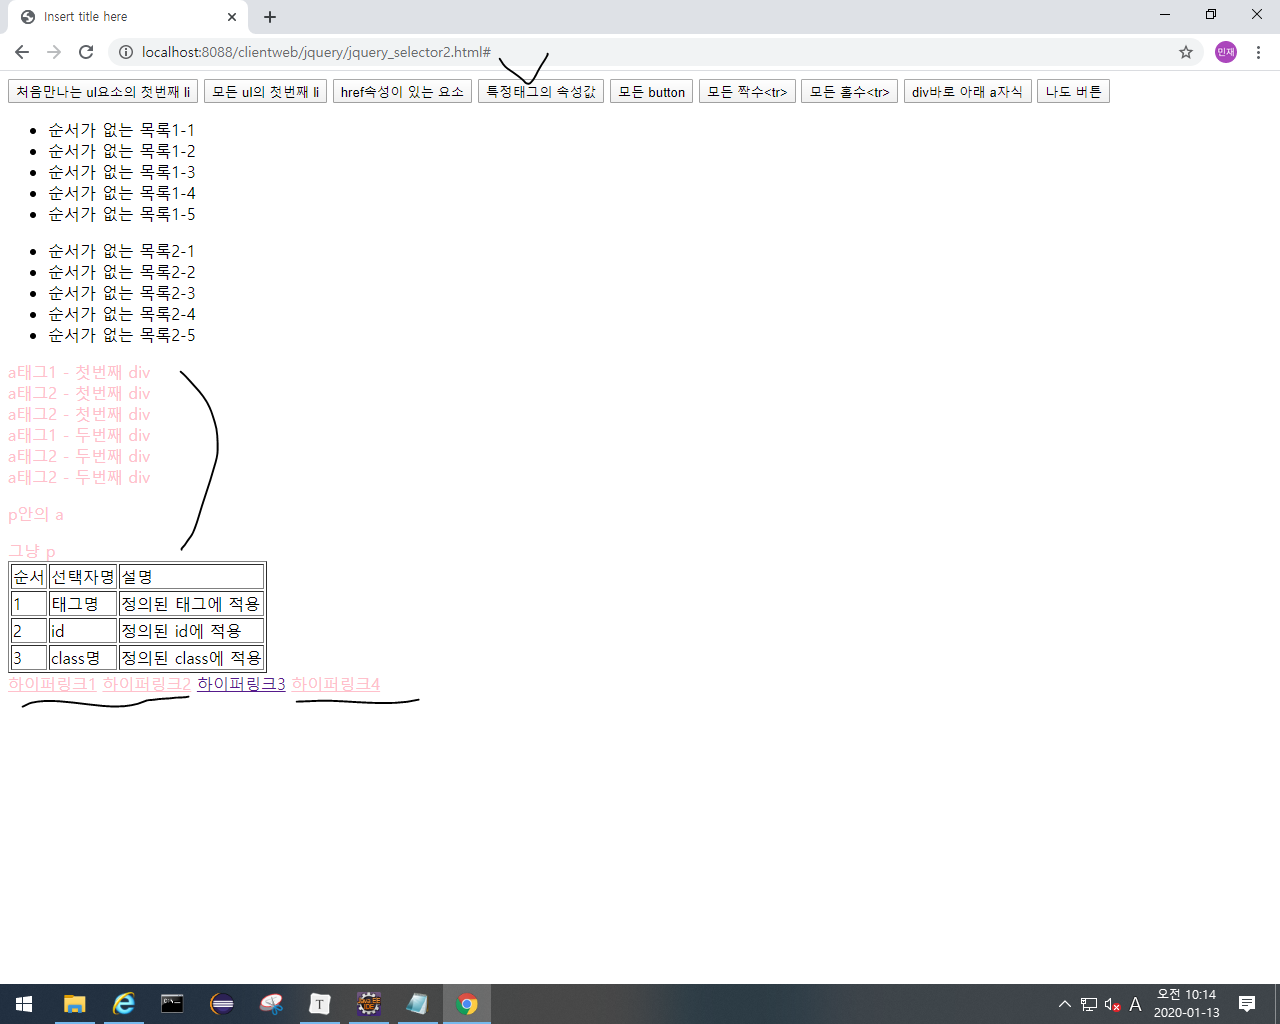 Insert title here
localhost:8088/clientweb/jquery/jquery_selector2.html#
민재
처음만나는 ul요소의 첫번째 li 모든 ul의 첫번째 li href속성이 있는 요소 특정태그의 속성값 모든 button 모든 짝수<tr> 모든 홀수<tr> div바로 아래 a자식 나도 버튼
순서가 없는 목록1-1
순서가 없는 목록1-2
순서가 없는 목록1-3
순서가 없는 목록1-4
순서가 없는 목록1-5
순서가 없는 목록2-1
순서가 없는 목록2-2
순서가 없는 목록2-3
순서가 없는 목록2-4
순서가 없는 목록2-5
a태그1 - 첫번째 div
a태그2 - 첫번째 div
a태그2 - 첫번째 div
a태그1 - 두번째 div
a태그2 - 두번째 div
a태그2 - 두번째 div
p안의 a
그냥 p
순서 선택자명 설명
1 태그명 정의된 태그에 적용
2 id 정의된 id에 적용
3 class명 정의된 class에 적용
하이퍼링크1 하이퍼링크2 하이퍼링크3 하이퍼링크4
T
A
오전 10:14
2020-01-13